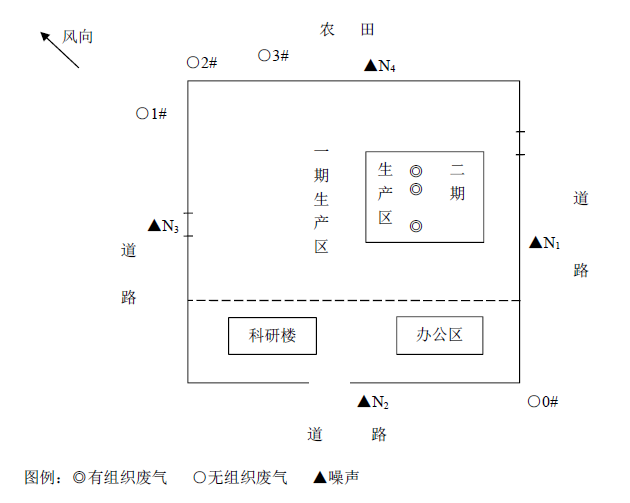 农 田
风向
○2#
○3#
▲N4
○1#
一期生产区
生产区
二期
◎
◎
◎
道路
▲N3
▲N1
道路
科研楼
办公区
▲N2
○0#
道 路
图例：◎有组织废气 ○无组织废气 ▲噪声